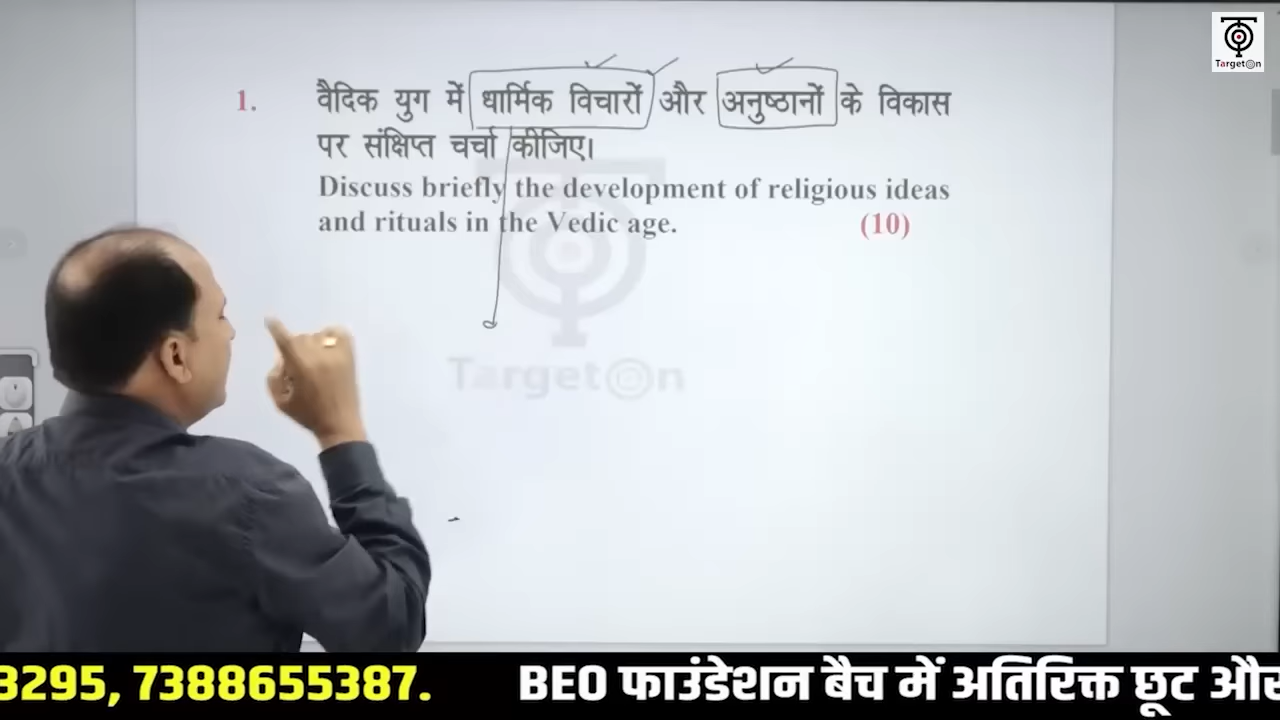 TargetOn
1. वैदिक युग में धार्मिक विचारों और अनुष्ठानों के विकास
पर संक्षिप्त चर्चा कीजिए।
Discuss briefly the development of religious ideas
and rituals in the Vedic age. (10)
TargetOn
3295, 7388655387. BEO फाउंडेशन बैच में अतिरिक्त छूट और